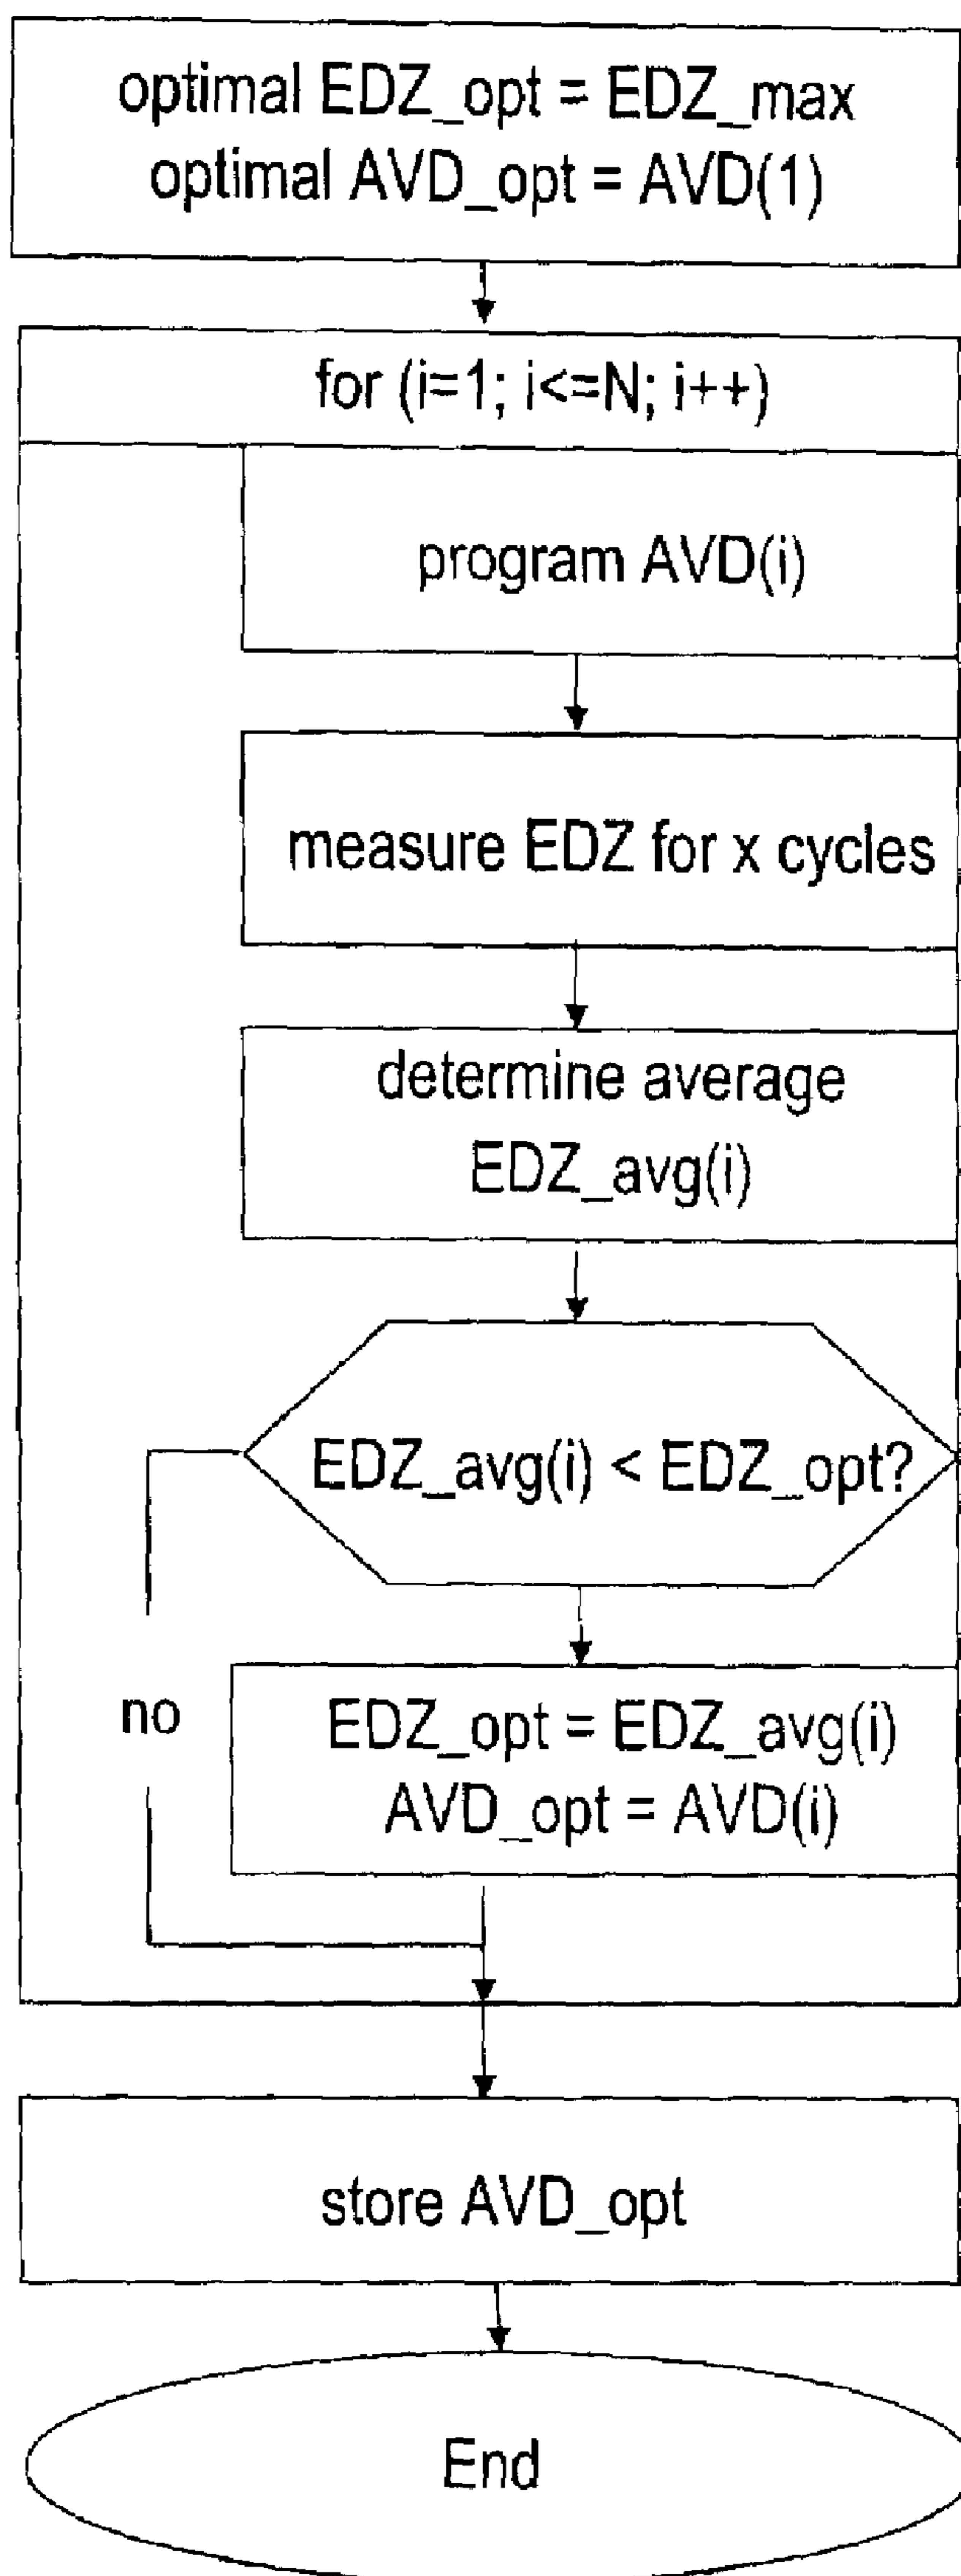 optimal EDZ_opt = EDZ_max
optimal AVD_opt = AVD(1)
for (i=1; i<=N; i++)
program AVD(i)
measure EDZ for x cycles
determine average
EDZ_avg(i)
EDZ_avg(i) < EDZ_opt?
no
EDZ_opt = EDZ_avg(i)
AVD_opt = AVD(i)
store AVD_opt
End